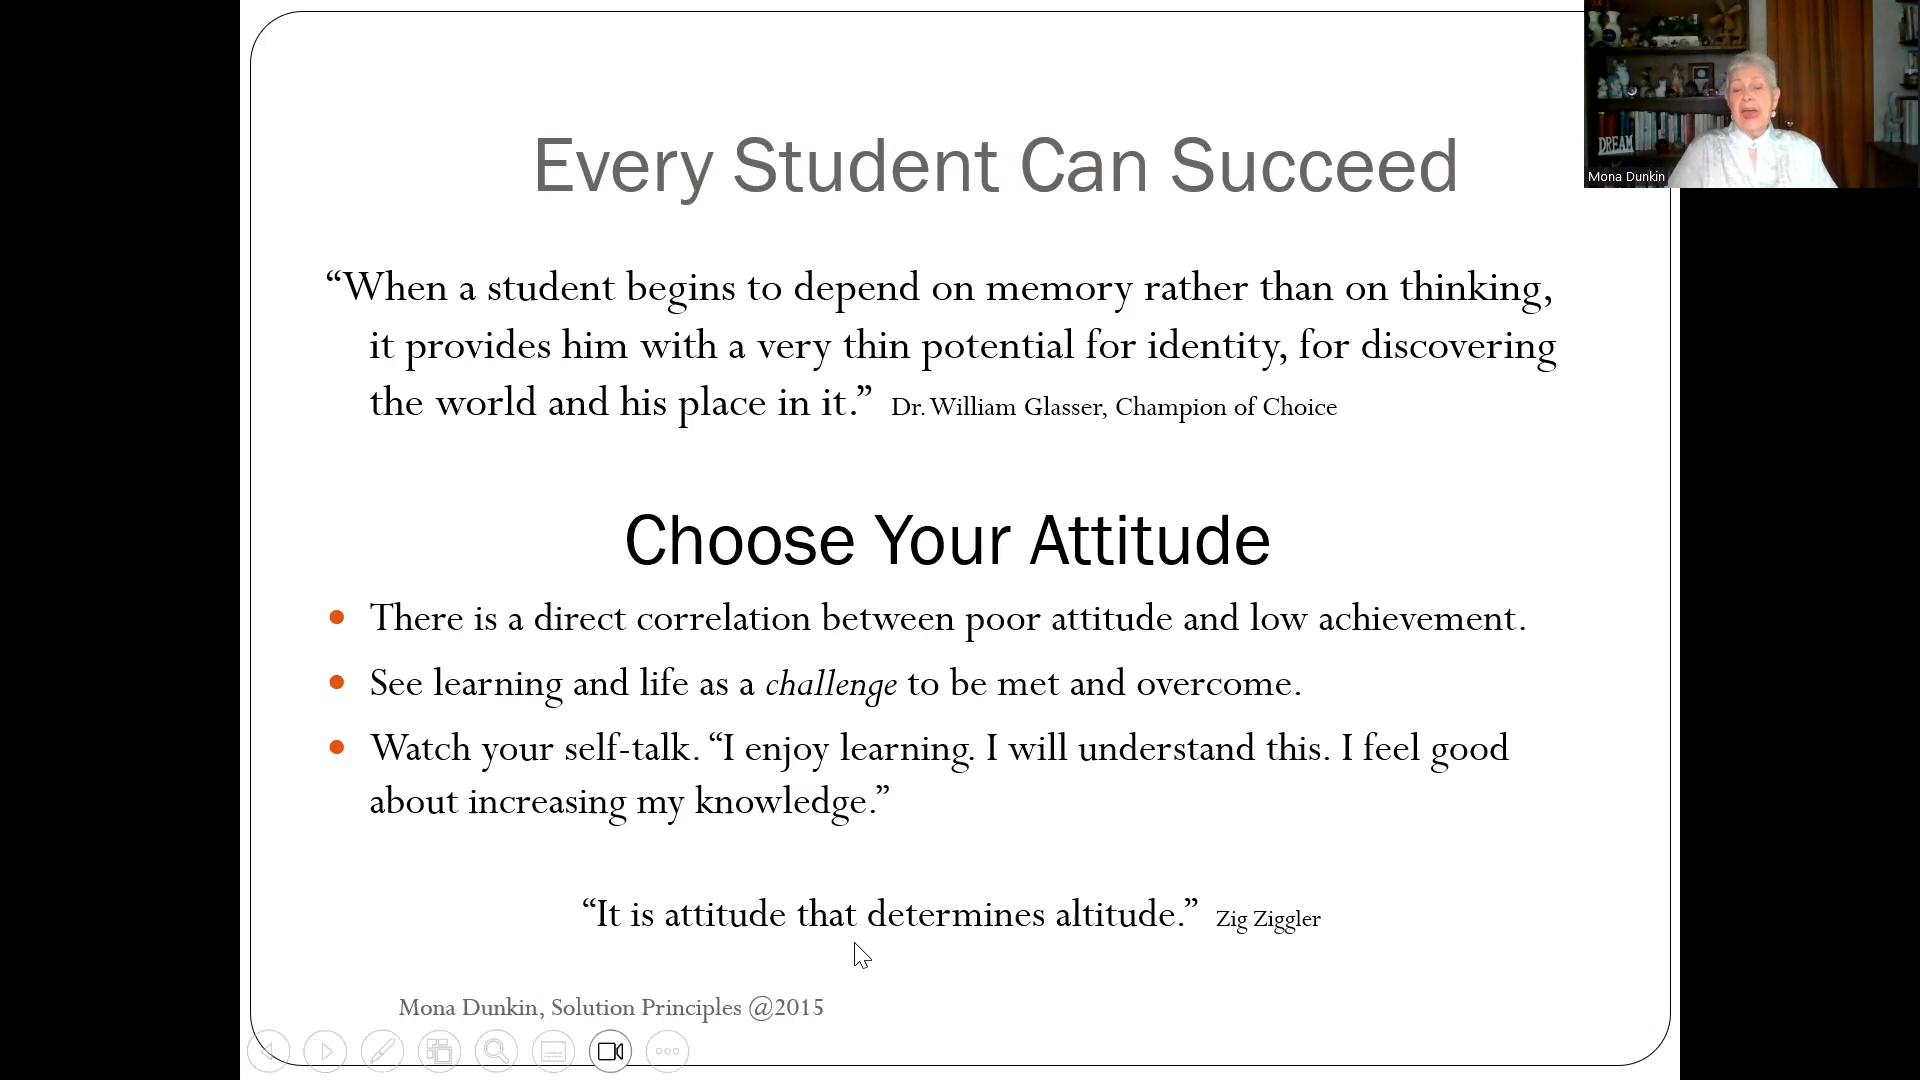 Every Student Can Succeed
“When a student begins to depend on memory rather than on thinking,
it provides him with a very thin potential for identity, for discovering
the world and his place in it.” Dr. William Glasser, Champion of Choice
Choose Your Attitude
• There is a direct correlation between poor attitude and low achievement.
• See learning and life as a challenge to be met and overcome.
• Watch your self-talk. “I enjoy learning. I will understand this. I feel good
about increasing my knowledge.”
“It is attitude that determines altitude.” Zig Ziggler
Mona Dunkin, Solution Principles @2015
DREAM
Mona Dunkin